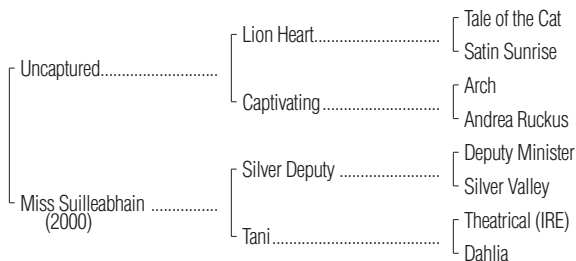 Tale of the Cat
Lion Heart
Satin Sunrise
Uncaptured
Arch
Captivating
Andrea Ruckus
Deputy Minister
Silver Deputy
Silver Valley
Miss Suilleabhain
(2000)
Theatrical (IRE)
Tani
Dahlia